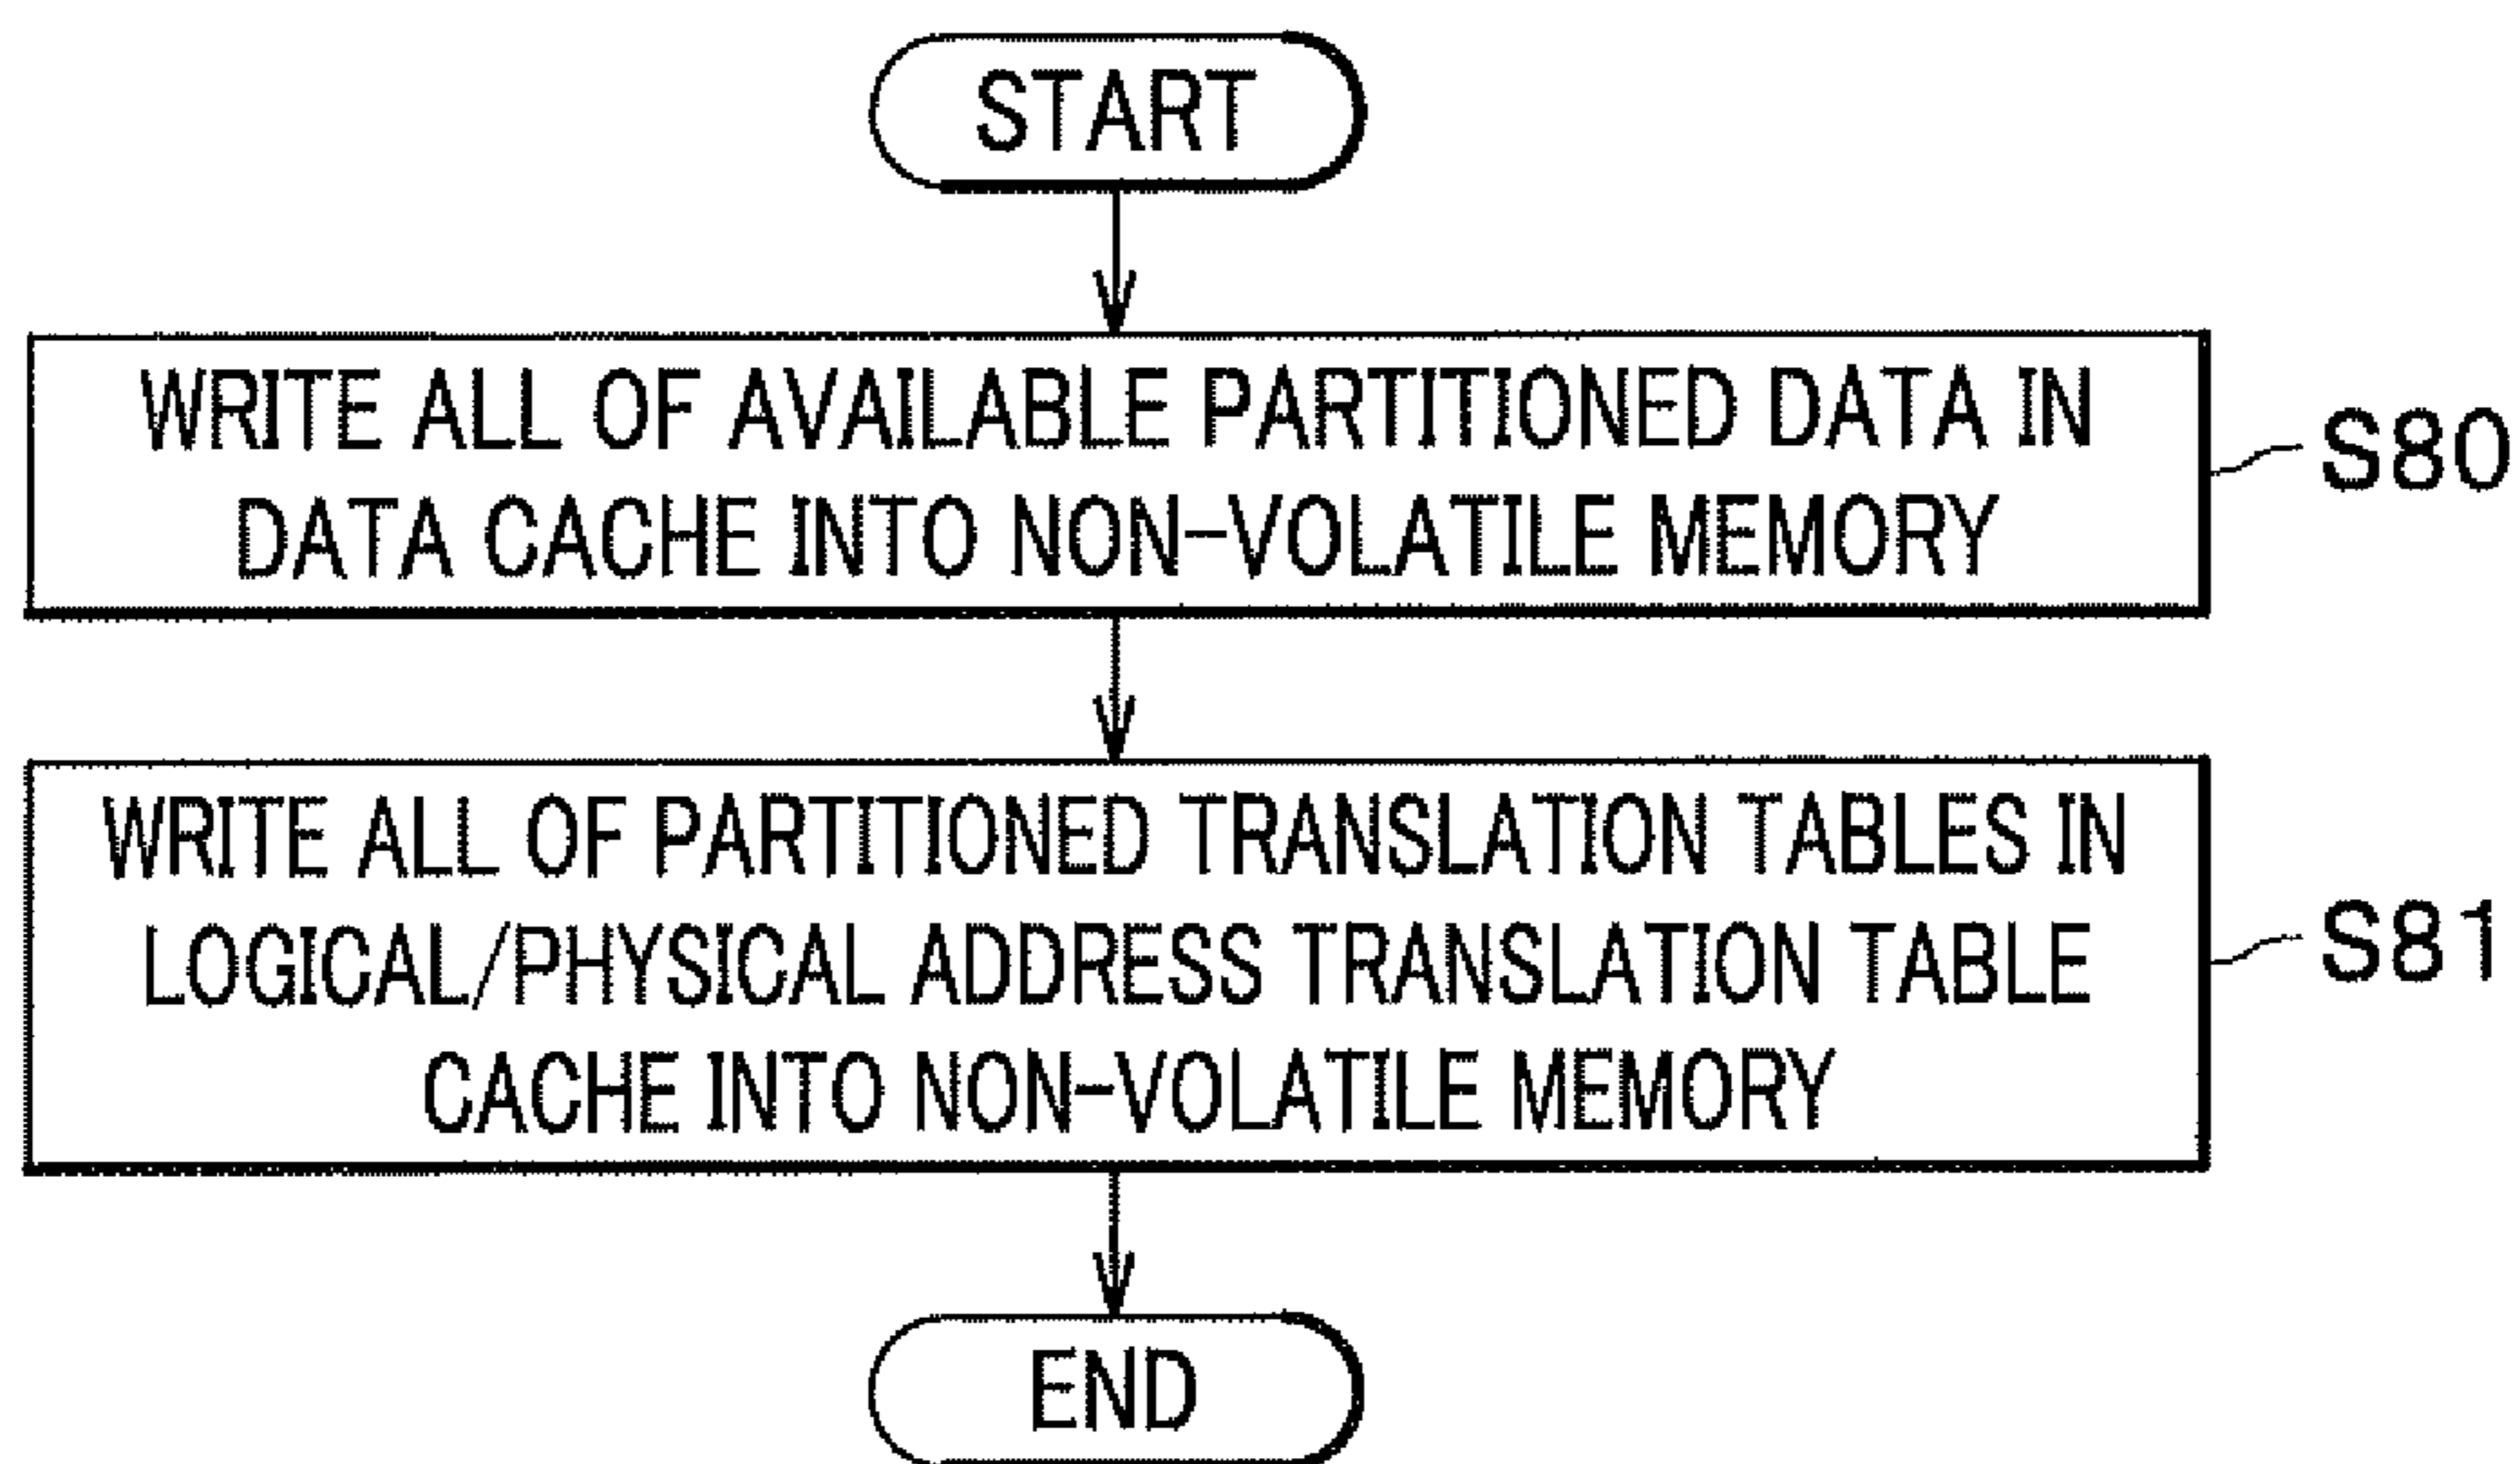 START
WRITE ALL OF AVAILABLE PARTITIONED DATA IN
DATA CACHE INTO NON-VOLATILE MEMORY
S80
WRITE ALL OF PARTITIONED TRANSLATION TABLES IN
LOGICAL/PHYSICAL ADDRESS TRANSLATION TABLE
CACHE INTO NON-VOLATILE MEMORY
S81
END